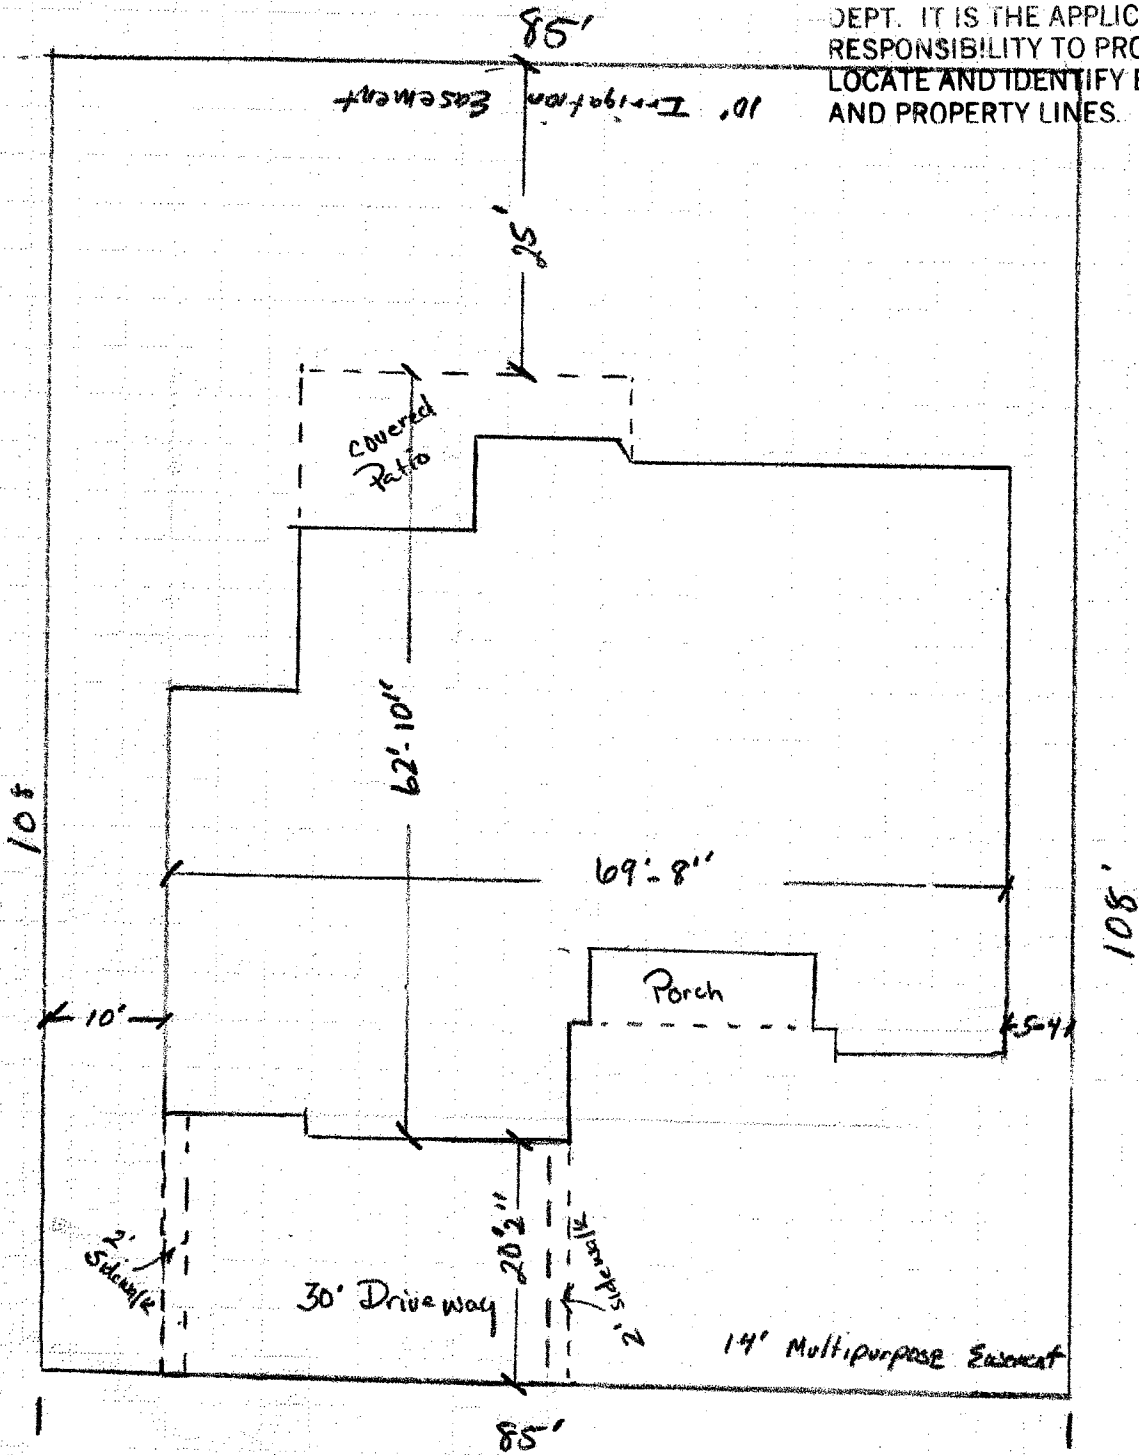 85'
DEPT. IT IS THE APPLIC
RESPONSIBILITY TO PRO
LOCATE AND IDENTIFY E
AND PROPERTY LINES.
10' Irrigation Easement
25'
covered
Patio
62'-10"
108
69'-8"
108'
Porch
10'
5-4
20'2"
2'
Sidewalk
30' Driveway
2' sidewalk
14' Multipurpose Easement
85'